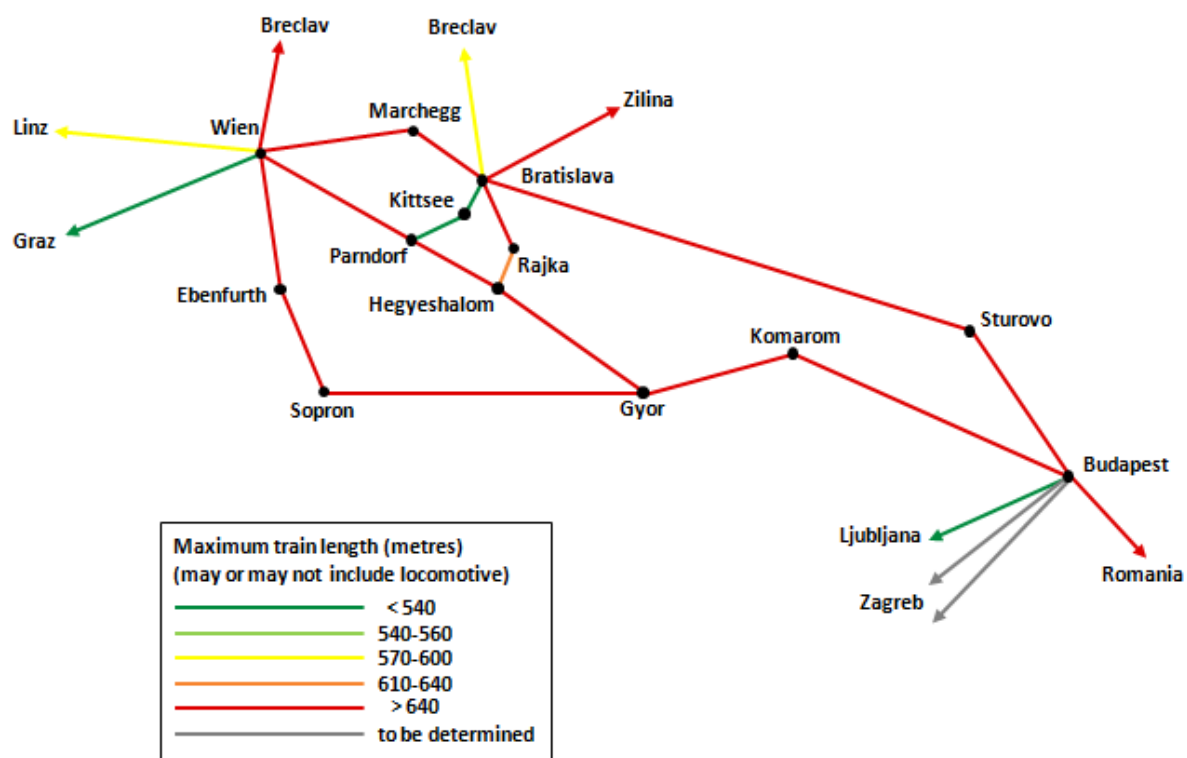 Breclav
Breclav
Zilina
Marchegg
Linz
Wien
Bratislava
Kittsee
Graz
Parndorf
Rajka
Ebenfurth
Hegyeshalom
Sturovo
Komarom
Sopron
Gyor
Budapest
Ljubljana
Romania
Zagreb
Maximum train length (metres)
(may or may not include locomotive)
< 540
540-560
570-600
610-640
> 640
to be determined